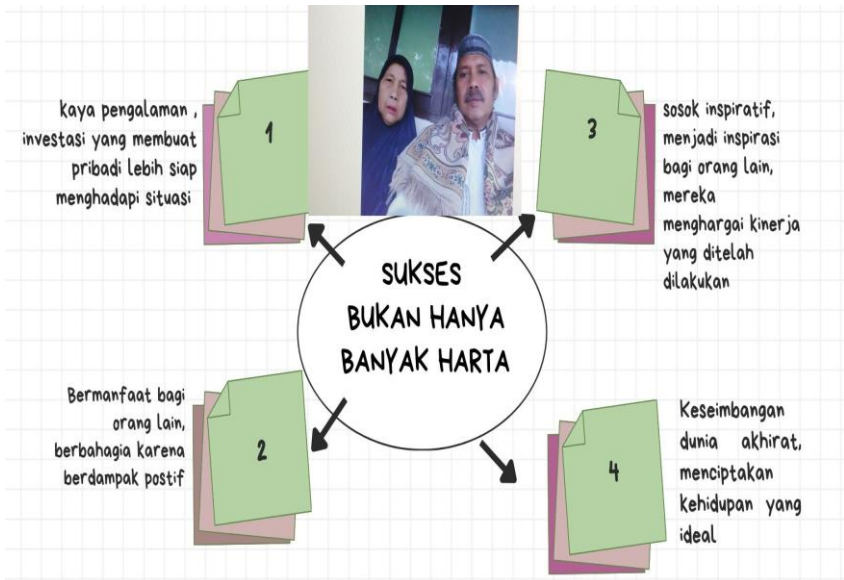 Kaya pengalaman ,
investasi yang membuat
pribadi lebih siap
menghadapi situasi
1
SUKSES
BUKAN HANYA
BANYAK HARTA
Bermanfaat bagi
orang lain,
berbahagia karena
berdampak postif
2
3
sosok inspiratif,
menjadi inspirasi
bagi orang lain,
mereka
menghargai kinerja
yang ditelah
dilakukan
4
Keseimbangan
dunia akhirat,
menciptakan
kehidupan yang
ideal